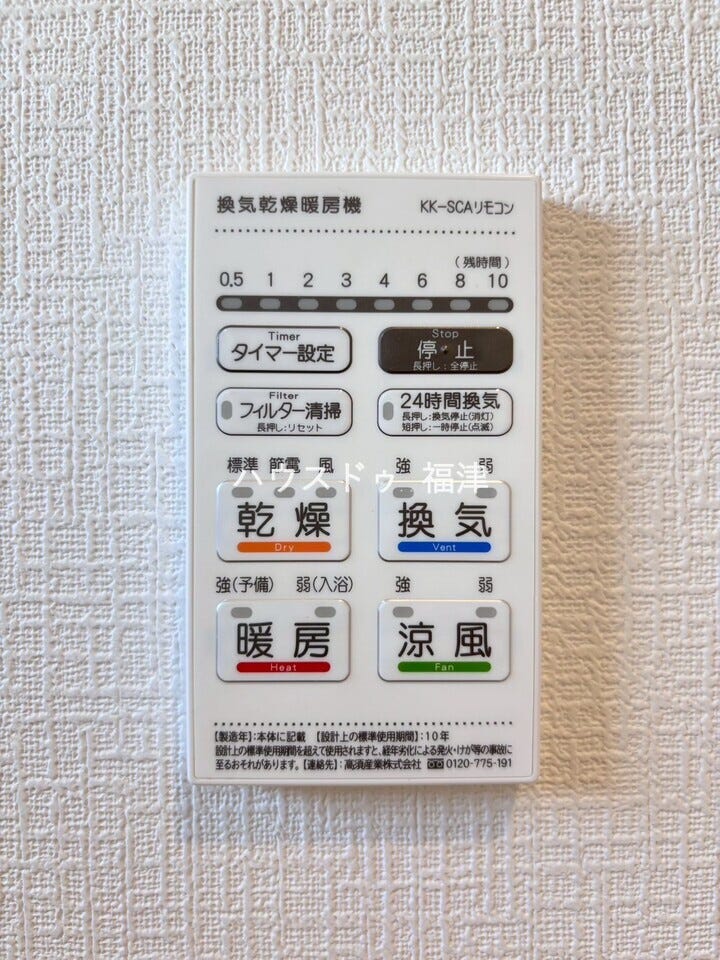 換気乾燥暖房機 KK-SCAリモコン
(残時間)
0.5 1 2 3 4 6 8 10
Timer
タイマー設定
Stop
停・止
長押し:全停止
Filter
フィルター清掃
長押し:リセット
24時間換気
長押し:換気停止(消灯)
短押し:一時停止(点滅)
標準 節電 風
強 弱
ハウスドゥ 福津
乾燥
Dry
換気
Vent
強(予備) 弱(入浴)
強 弱
暖房
Heat
涼風
Fan
【製造年】:本体に記載 【設計上の標準使用期間】:10年
設計上の標準使用期間を超えて使用されますと、経年劣化による発火・けが等の事故に
至るおそれがあります。【連絡先】:高須産業株式会社 0120-775-191